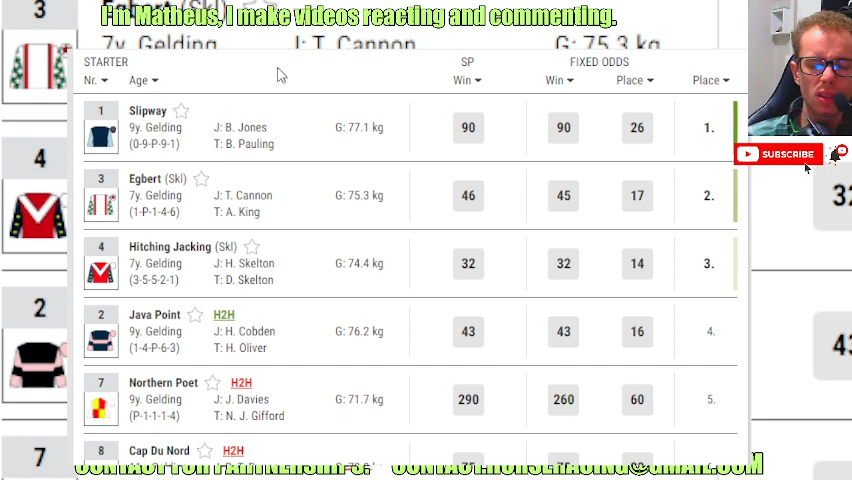 I'm Matheus, I make videos reacting and commenting.
3 Egbert (Skl)
7y. Gelding J: T. Cannon G: 75.3 kg
STARTER SP FIXED ODDS
Nr. Age Win Win Place Place
1 Slipway
9y. Gelding J: B. Jones G: 77.1 kg 90 90 26 1.
(0-9-P-9-1) T: B. Pauling
SUBSCRIBE
3 Egbert (Skl)
7y. Gelding J: T. Cannon G: 75.3 kg 46 45 17 2.
(1-P-1-4-6) T: A. King
4
4 Hitching Jacking (Skl)
7y. Gelding J: H. Skelton G: 74.4 kg 32 32 14 3.
(3-5-5-2-1) T: D. Skelton
2
2 Java Point H2H
9y. Gelding J: H. Cobden G: 76.2 kg 43 43 16 4.
(1-4-P-6-3) T: H. Oliver
7
7 Northern Poet H2H
9y. Gelding J: J. Davies G: 71.7 kg 290 260 60 5.
(P-1-1-1-4) T: N. J. Gifford
8 Cap Du Nord H2H